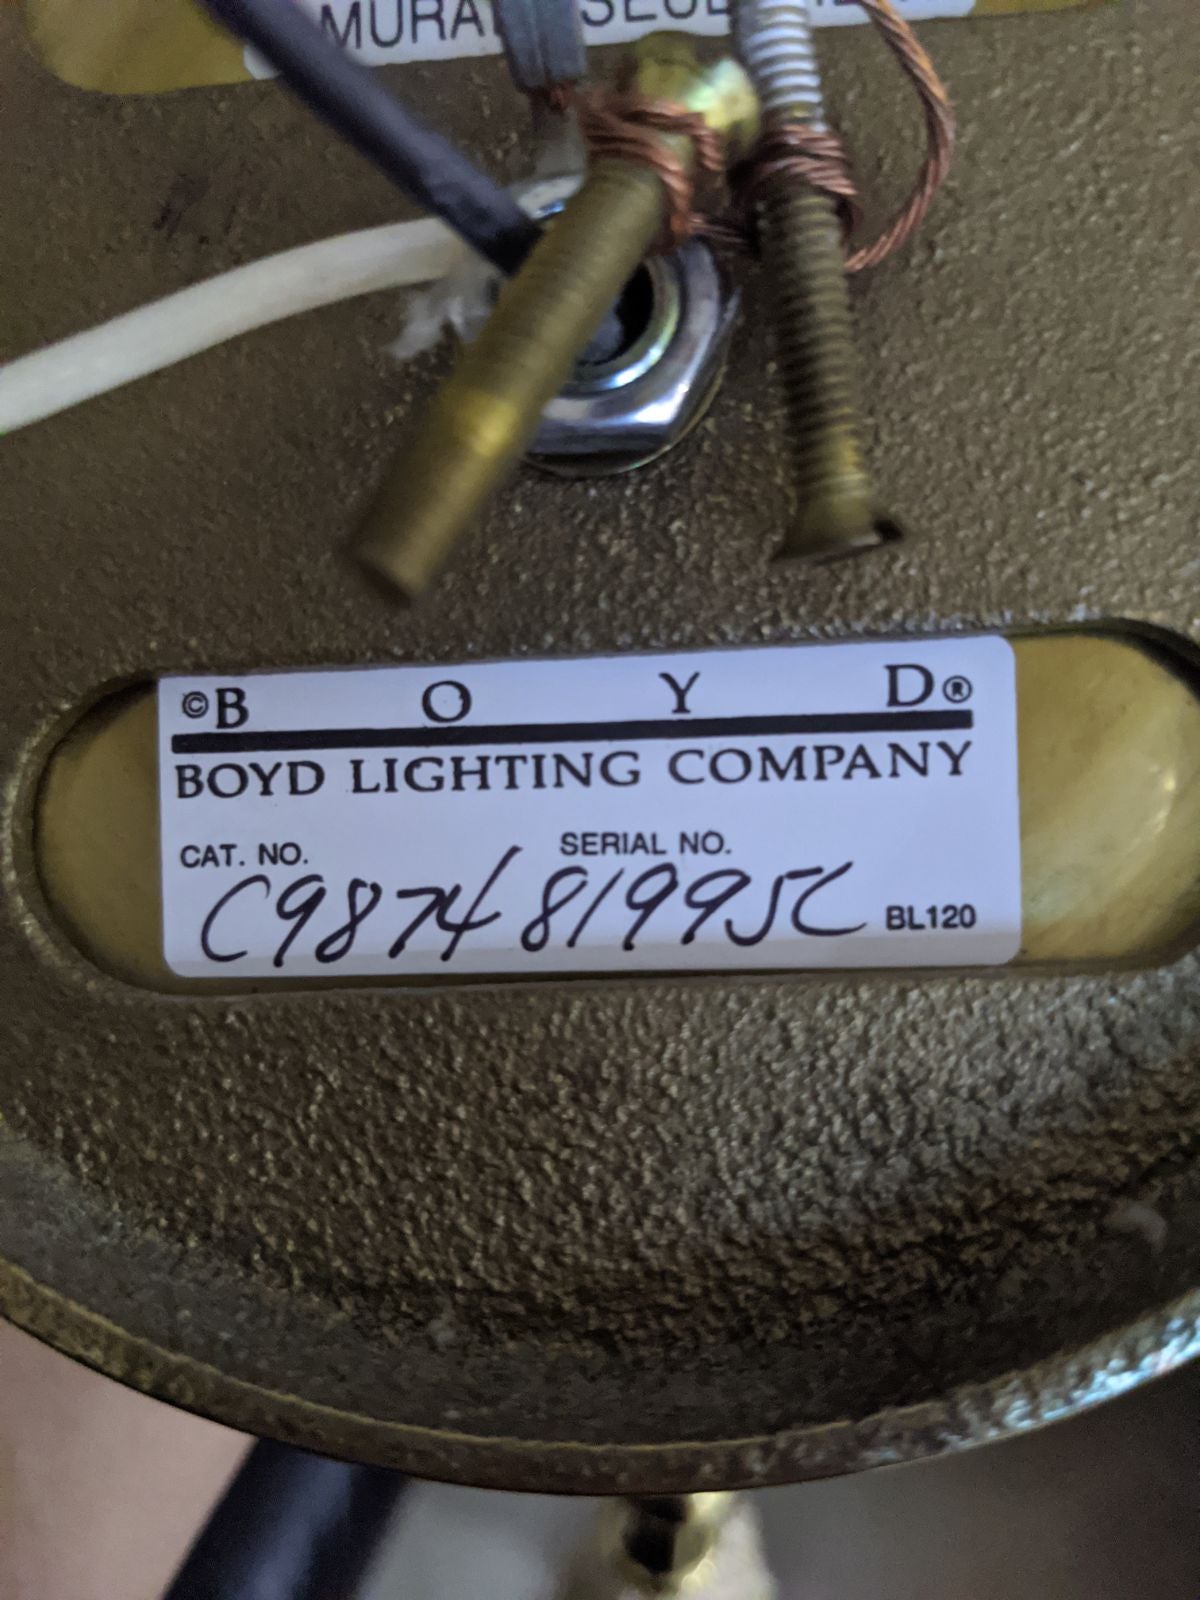 ©B O Y D®
BOYD LIGHTING COMPANY
CAT. NO. SERIAL NO.
C9874 81995C BL120